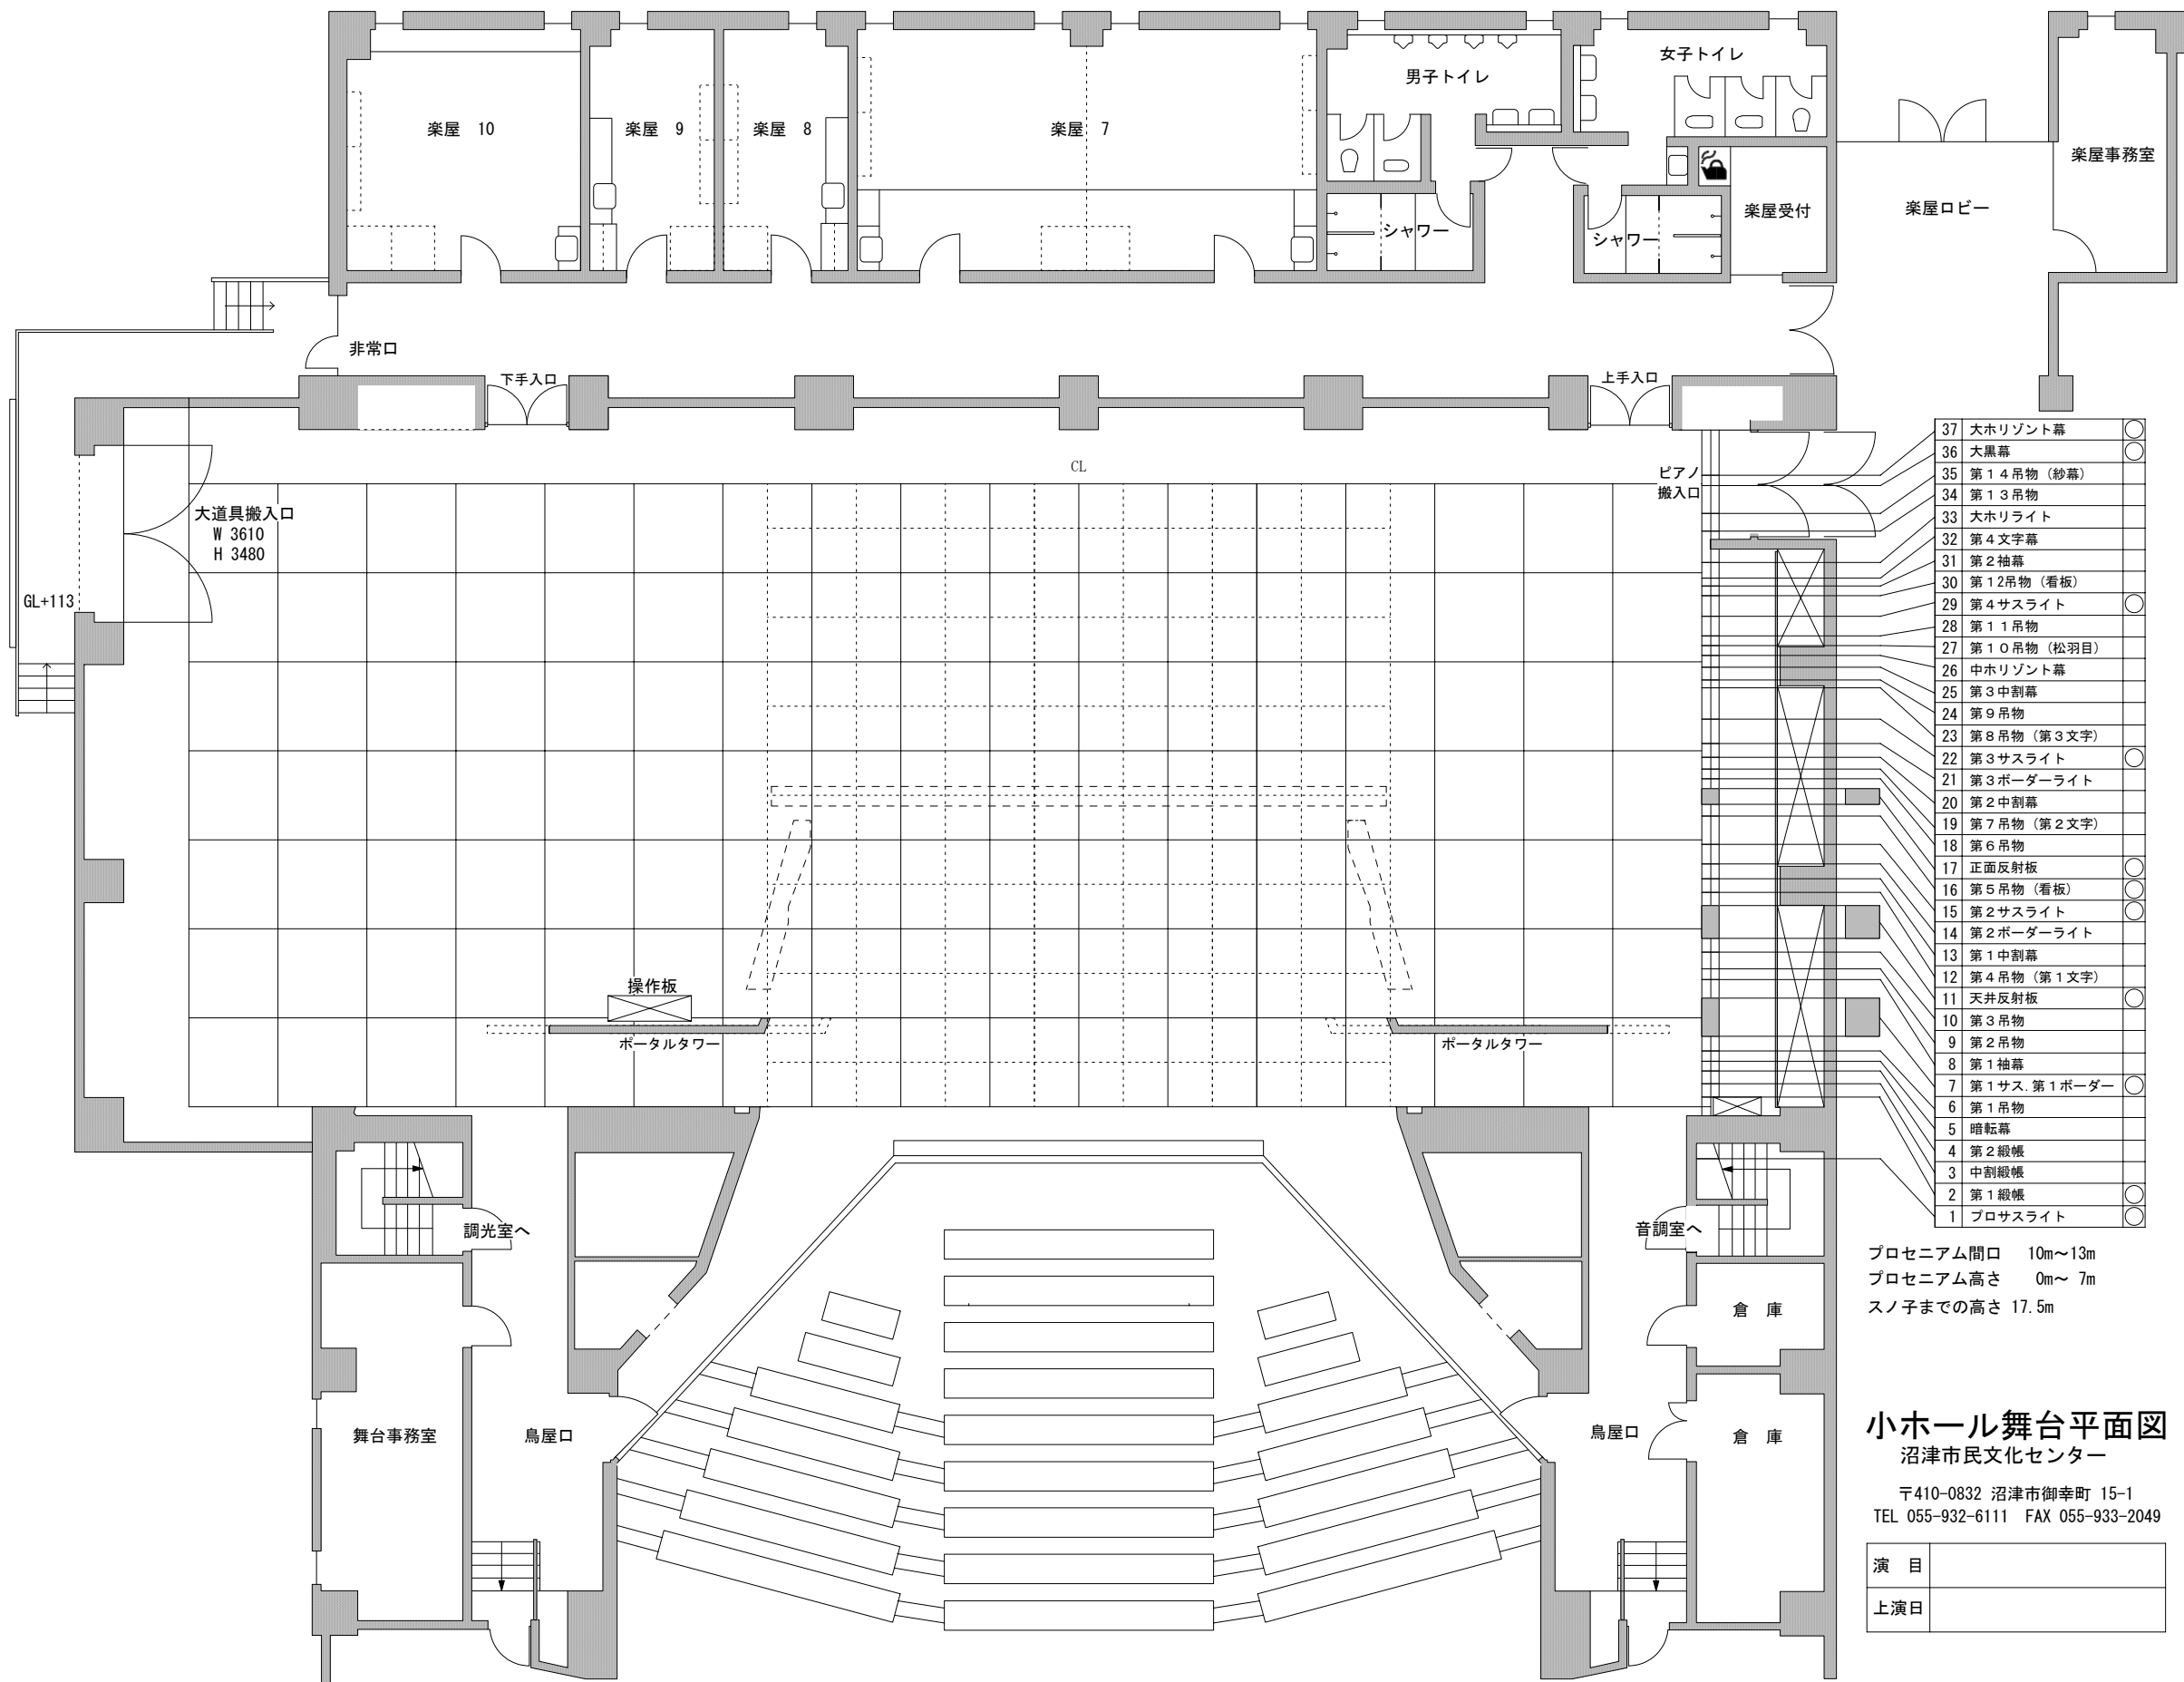 女子トイレ
男子トイレ
楽屋　10
楽屋　9
楽屋　8
楽屋　7
楽屋事務室
楽屋受付
楽屋ロビー
シャワー
シャワー
非常口
下手入口
上手入口
CL
ピアノ
搬入口
大道具搬入口
W 3610
H 3480
GL+113
操作板
ポータルタワー
ポータルタワー
調光室へ
音調室へ
倉　庫
舞台事務室
鳥屋口
鳥屋口
倉　庫
37 大ホリゾント幕 ○
36 大黒幕 ○
35 第１４吊物（紗幕）
34 第１３吊物
33 大ホリライト
32 第４文字幕
31 第２袖幕
30 第１2吊物（看板）
29 第４サスライト ○
28 第１１吊物
27 第１０吊物（松羽目）
26 中ホリゾント幕
25 第３中割幕
24 第９吊物
23 第８吊物（第３文字）
22 第３サスライト ○
21 第３ボーダーライト
20 第２中割幕
19 第７吊物（第２文字）
18 第６吊物
17 正面反射板 ○
16 第５吊物（看板） ○
15 第２サスライト ○
14 第２ボーダーライト
13 第１中割幕
12 第４吊物（第１文字）
11 天井反射板 ○
10 第３吊物
9 第２吊物
8 第１袖幕
7 第１サス.第１ボーダー ○
6 第１吊物
5 暗転幕
4 第２緞帳
3 中割緞帳
2 第１緞帳 ○
1 プロサスライト ○
プロセニアム間口　10m～13m
プロセニアム高さ　0m～ 7m
スノ子までの高さ 17.5m
小ホール舞台平面図
沼津市民文化センター
〒410-0832 沼津市御幸町 15-1
TEL 055-932-6111　FAX 055-933-2049
演　目
上演日